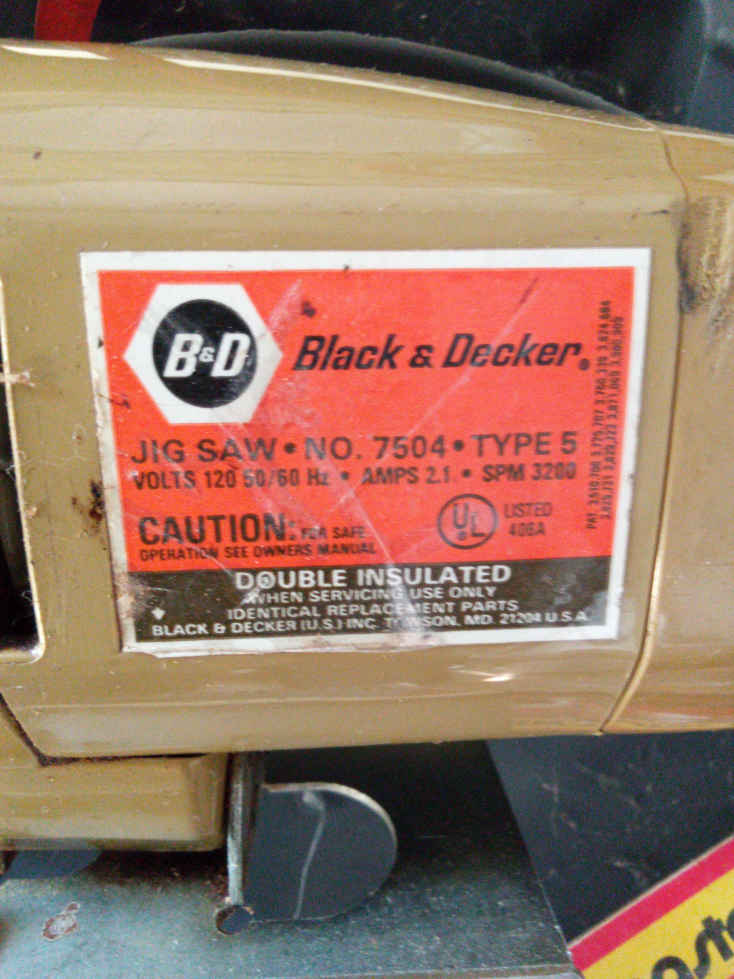 B&D
Black & Decker®
JIG SAW • NO. 7504 • TYPE 5
VOLTS 120 50/60 Hz • AMPS 2.1 • SPM 3200
CAUTION: FOR SAFE
OPERATION SEE OWNERS MANUAL
UL
LISTED
406A
DOUBLE INSULATED
WHEN SERVICING USE ONLY
IDENTICAL REPLACEMENT PARTS
BLACK & DECKER (U.S.) INC. TOWSON, MD. 21204 U.S.A.
PAT.